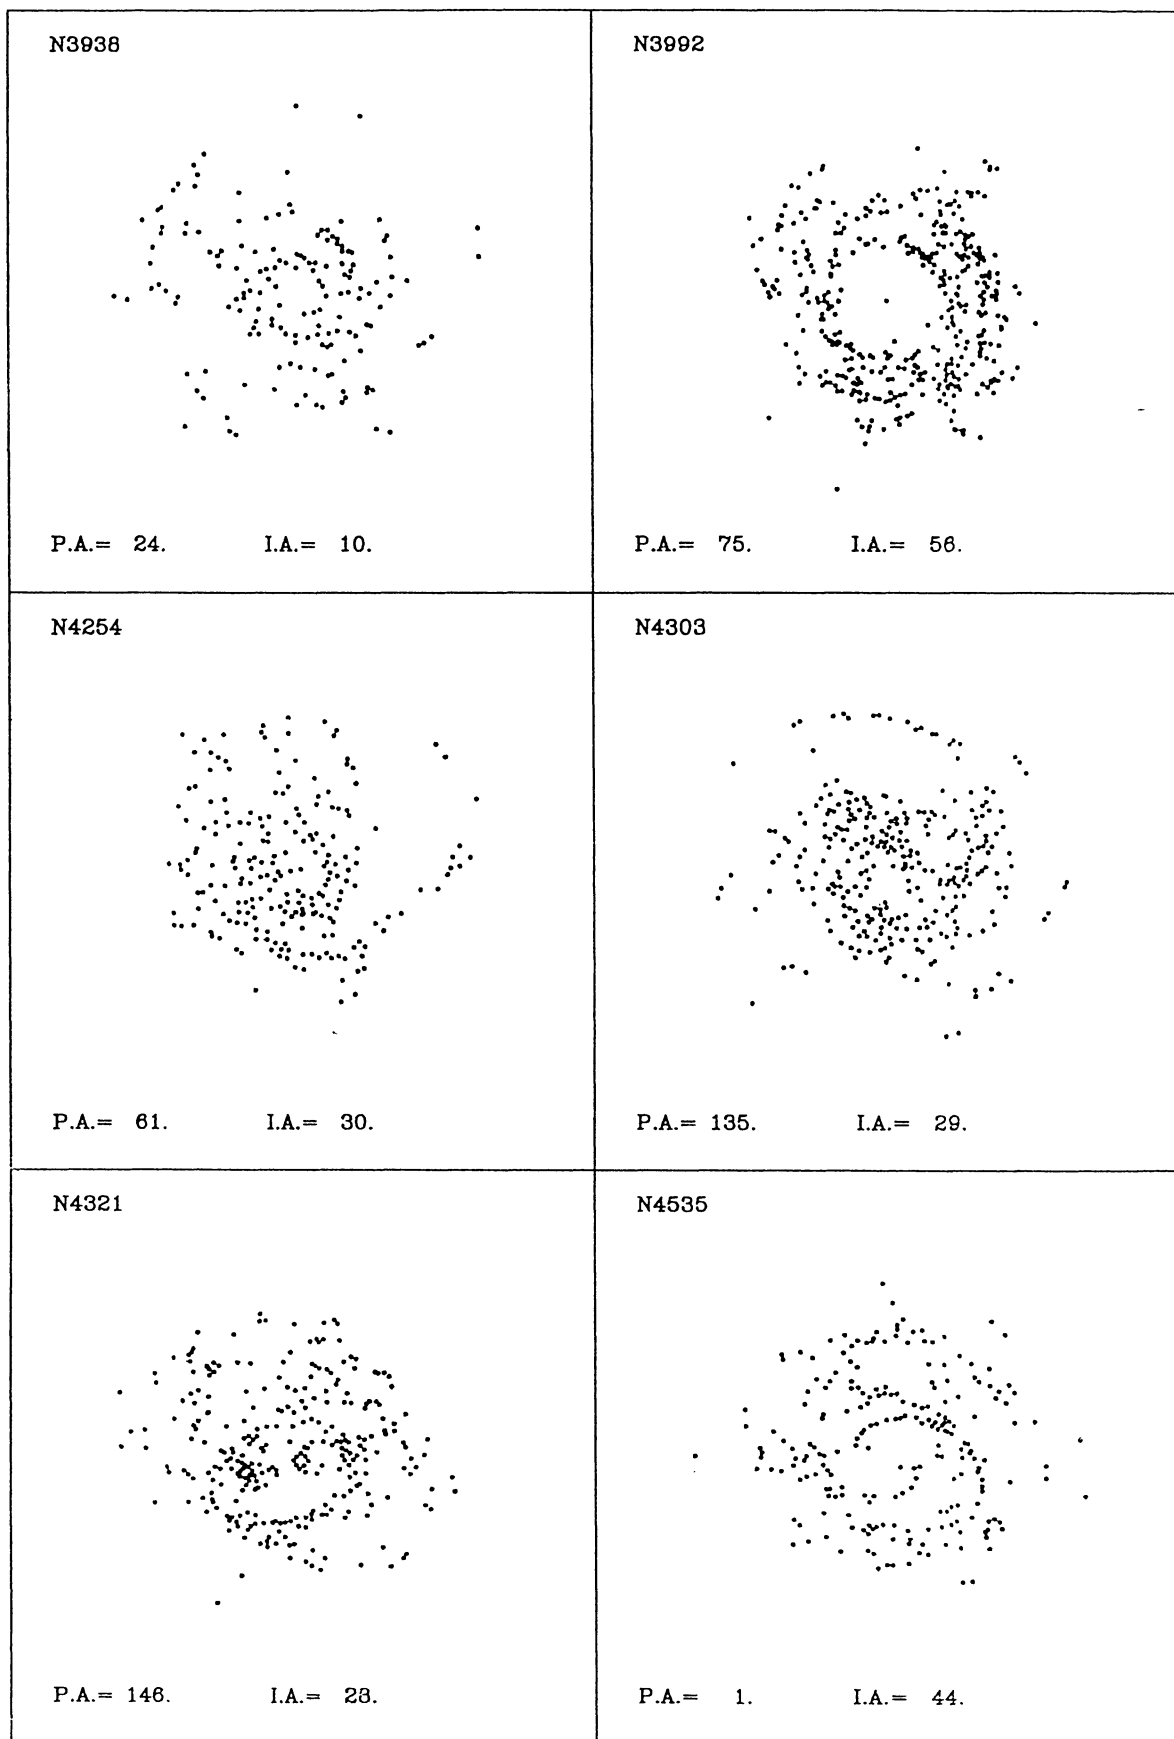 N3938
N3992
P.A.= 24. I.A.= 10.
P.A.= 75. I.A.= 56.
N4254
N4303
P.A.= 61. I.A.= 30.
P.A.= 135. I.A.= 29.
N4321
N4535
P.A.= 146. I.A.= 28.
P.A.= 1. I.A.= 44.